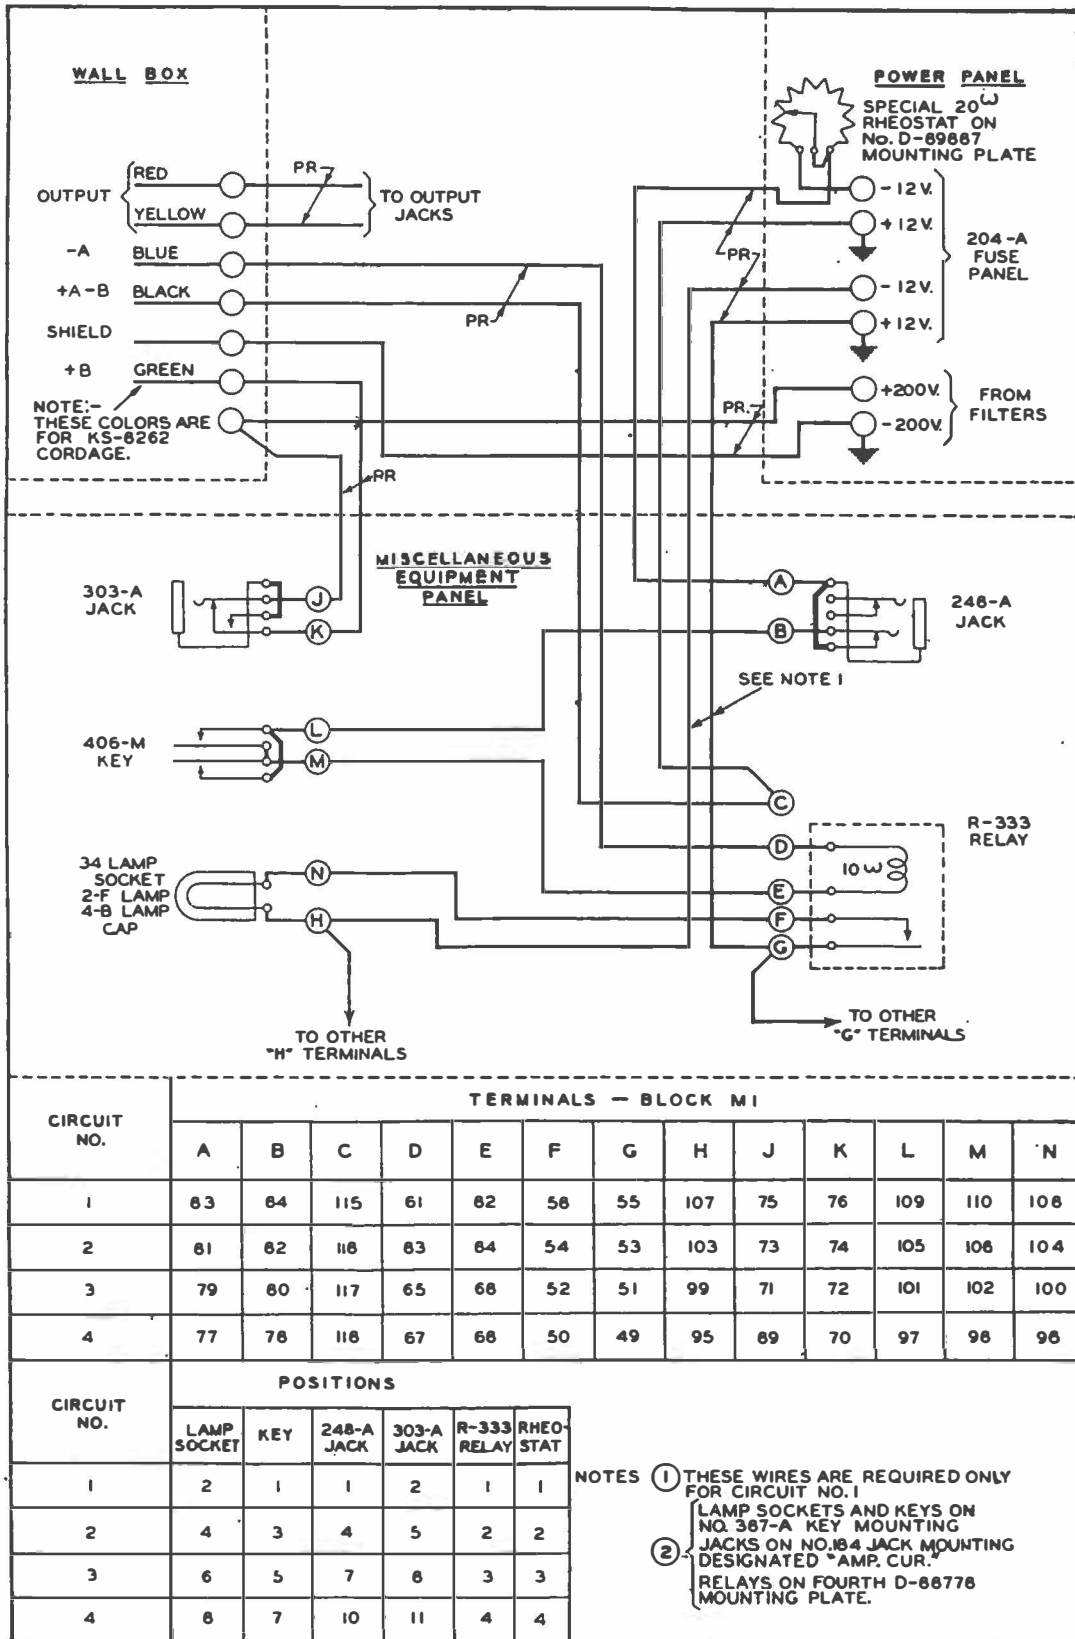 WALL BOX
OUTPUT
RED
YELLOW
PR
TO OUTPUT
JACKS
-A BLUE
+A-B BLACK
SHIELD
+B GREEN
NOTE:-
THESE COLORS ARE
FOR KS-8262
CORDAGE.
PR
PR
POWER PANEL
SPECIAL 20 ω
RHEOSTAT ON
No. D-89887
MOUNTING PLATE
-12V.
+12V.
PR
-12V.
+12V.
204-A
FUSE
PANEL
PR.
+200V.
-200V.
FROM
FILTERS
MISCELLANEOUS
EQUIPMENT
PANEL
303-A
JACK
J
K
A
B
248-A
JACK
SEE NOTE 1
406-M
KEY
L
M
C
R-333
RELAY
D
10 ω
E
F
G
34 LAMP
SOCKET
2-F LAMP
4-B LAMP
CAP
N
H
TO OTHER
"H" TERMINALS
TO OTHER
"G" TERMINALS
CIRCUIT
NO.
TERMINALS — BLOCK M1
A B C D E F G H J K L M N
1 83 84 115 61 62 56 55 107 75 76 109 110 108
2 81 82 116 63 64 54 53 103 73 74 105 106 104
3 79 80 117 65 66 52 51 99 71 72 101 102 100
4 77 78 118 67 68 50 49 95 69 70 97 98 96
CIRCUIT
NO.
POSITIONS
LAMP SOCKET KEY 248-A JACK 303-A JACK R-333 RELAY RHEO-STAT
1 2 1 1 2 1 1
2 4 3 4 5 2 2
3 6 5 7 8 3 3
4 8 7 10 11 4 4
NOTES 1 THESE WIRES ARE REQUIRED ONLY
FOR CIRCUIT NO. 1
2 LAMP SOCKETS AND KEYS ON
NO. 387-A KEY MOUNTING
JACKS ON NO. 184 JACK MOUNTING
DESIGNATED "AMP. CUR."
RELAYS ON FOURTH D-88778
MOUNTING PLATE.